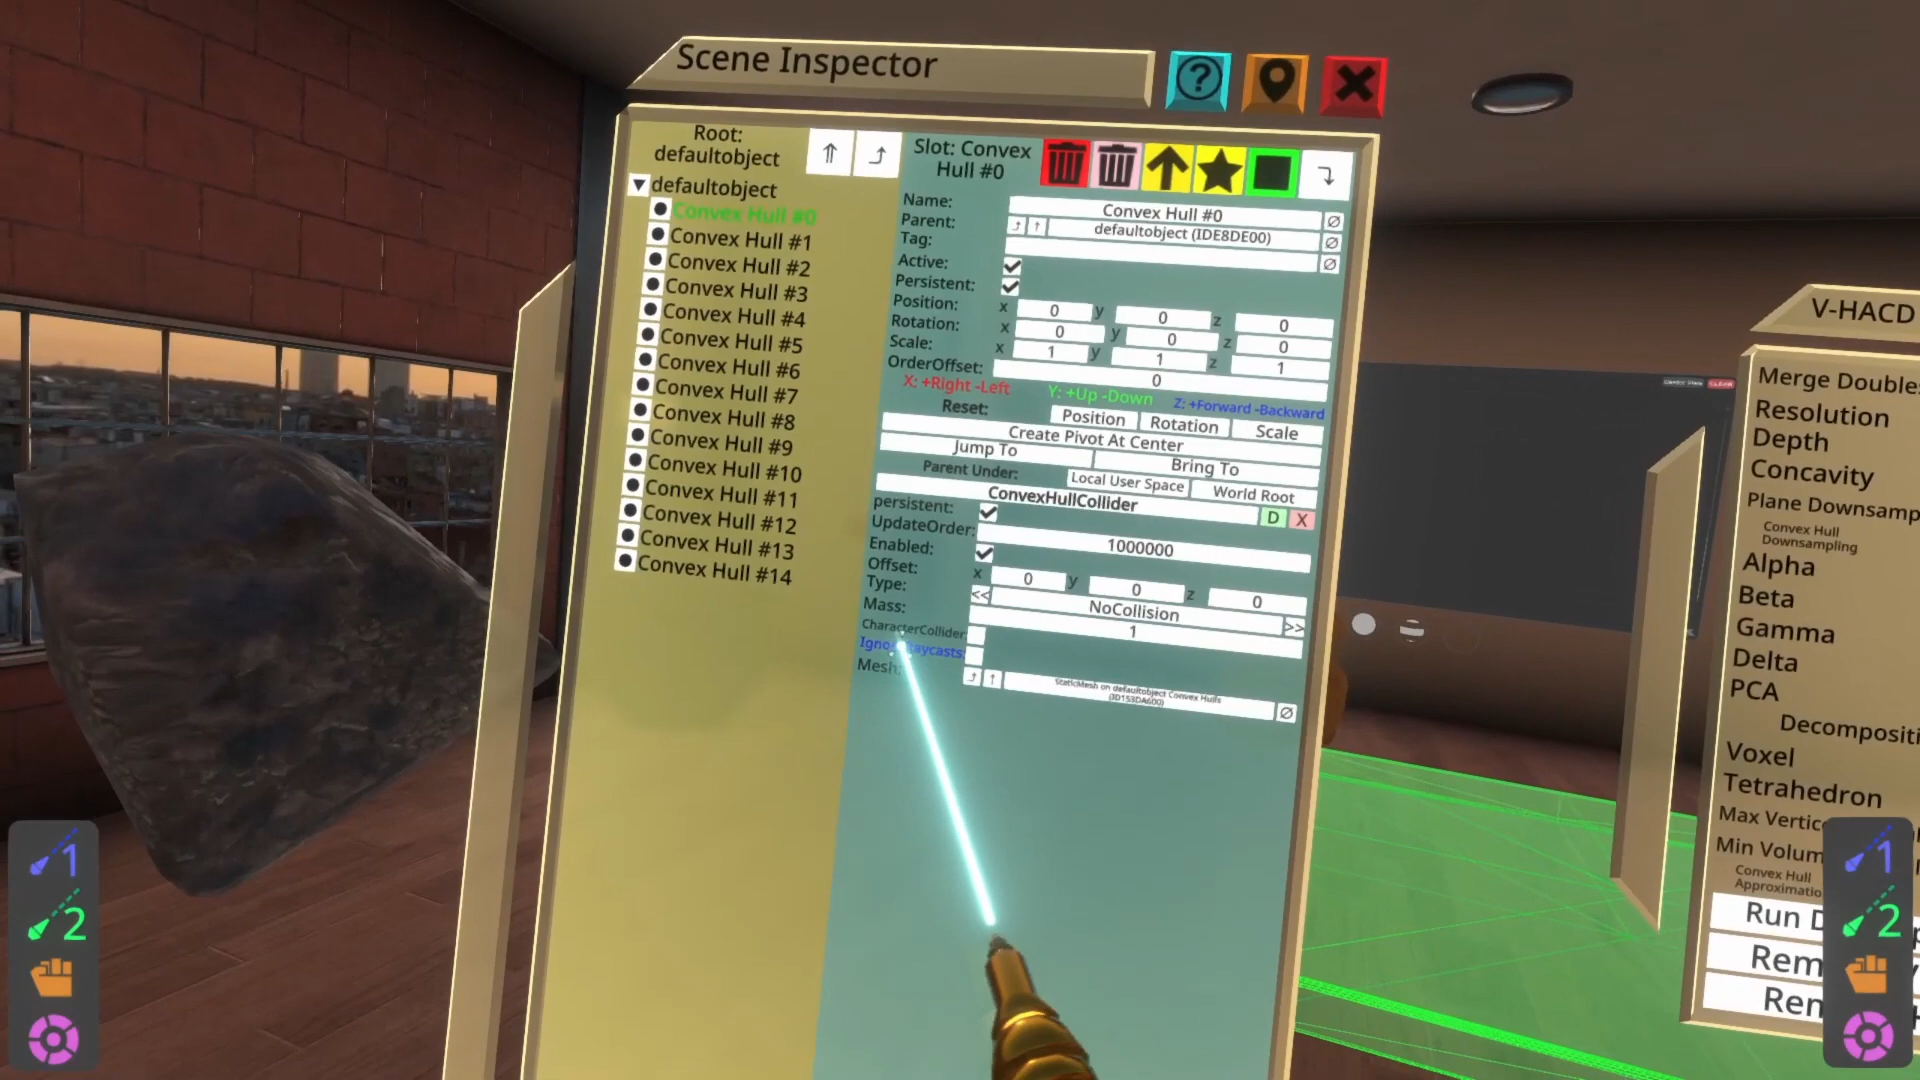 Scene Inspector
Root:
defaultobject
defaultobject
Convex Hull #0
Convex Hull #1
Convex Hull #2
Convex Hull #3
Convex Hull #4
Convex Hull #5
Convex Hull #6
Convex Hull #7
Convex Hull #8
Convex Hull #9
Convex Hull #10
Convex Hull #11
Convex Hull #12
Convex Hull #13
Convex Hull #14
Slot: Convex
Hull #0
Name: Convex Hull #0 Ø
Parent: defaultobject (IDE8DE00) Ø
Tag: Ø
Active:
Persistent:
Position: x 0 y 0 z 0
Rotation: x 0 y 0 z 0
Scale: x 1 y 1 z 1
OrderOffset: 0
X: +Right -Left Y: +Up -Down Z: +Forward -Backward
Reset: Position Rotation Scale
Create Pivot At Center
Jump To Bring To
Parent Under: Local User Space World Root
ConvexHullCollider D X
persistent:
UpdateOrder: 1000000
Enabled:
Offset: x 0 y 0 z 0
Type: << NoCollision >>
Mass: 1
CharacterCollider:
Mesh: StaticMesh on defaultobject Convex Hulls Ø
V-HACD
Merge Doubles
Resolution
Depth
Concavity
Plane Downsamp
Convex Hull
Downsampling
Alpha
Beta
Gamma
Delta
PCA
Decompositi
Voxel
Tetrahedron
Max Vertic
Min Volum
Convex Hull
Approximatio
Run D
Rem
Ren
1
2
1
2